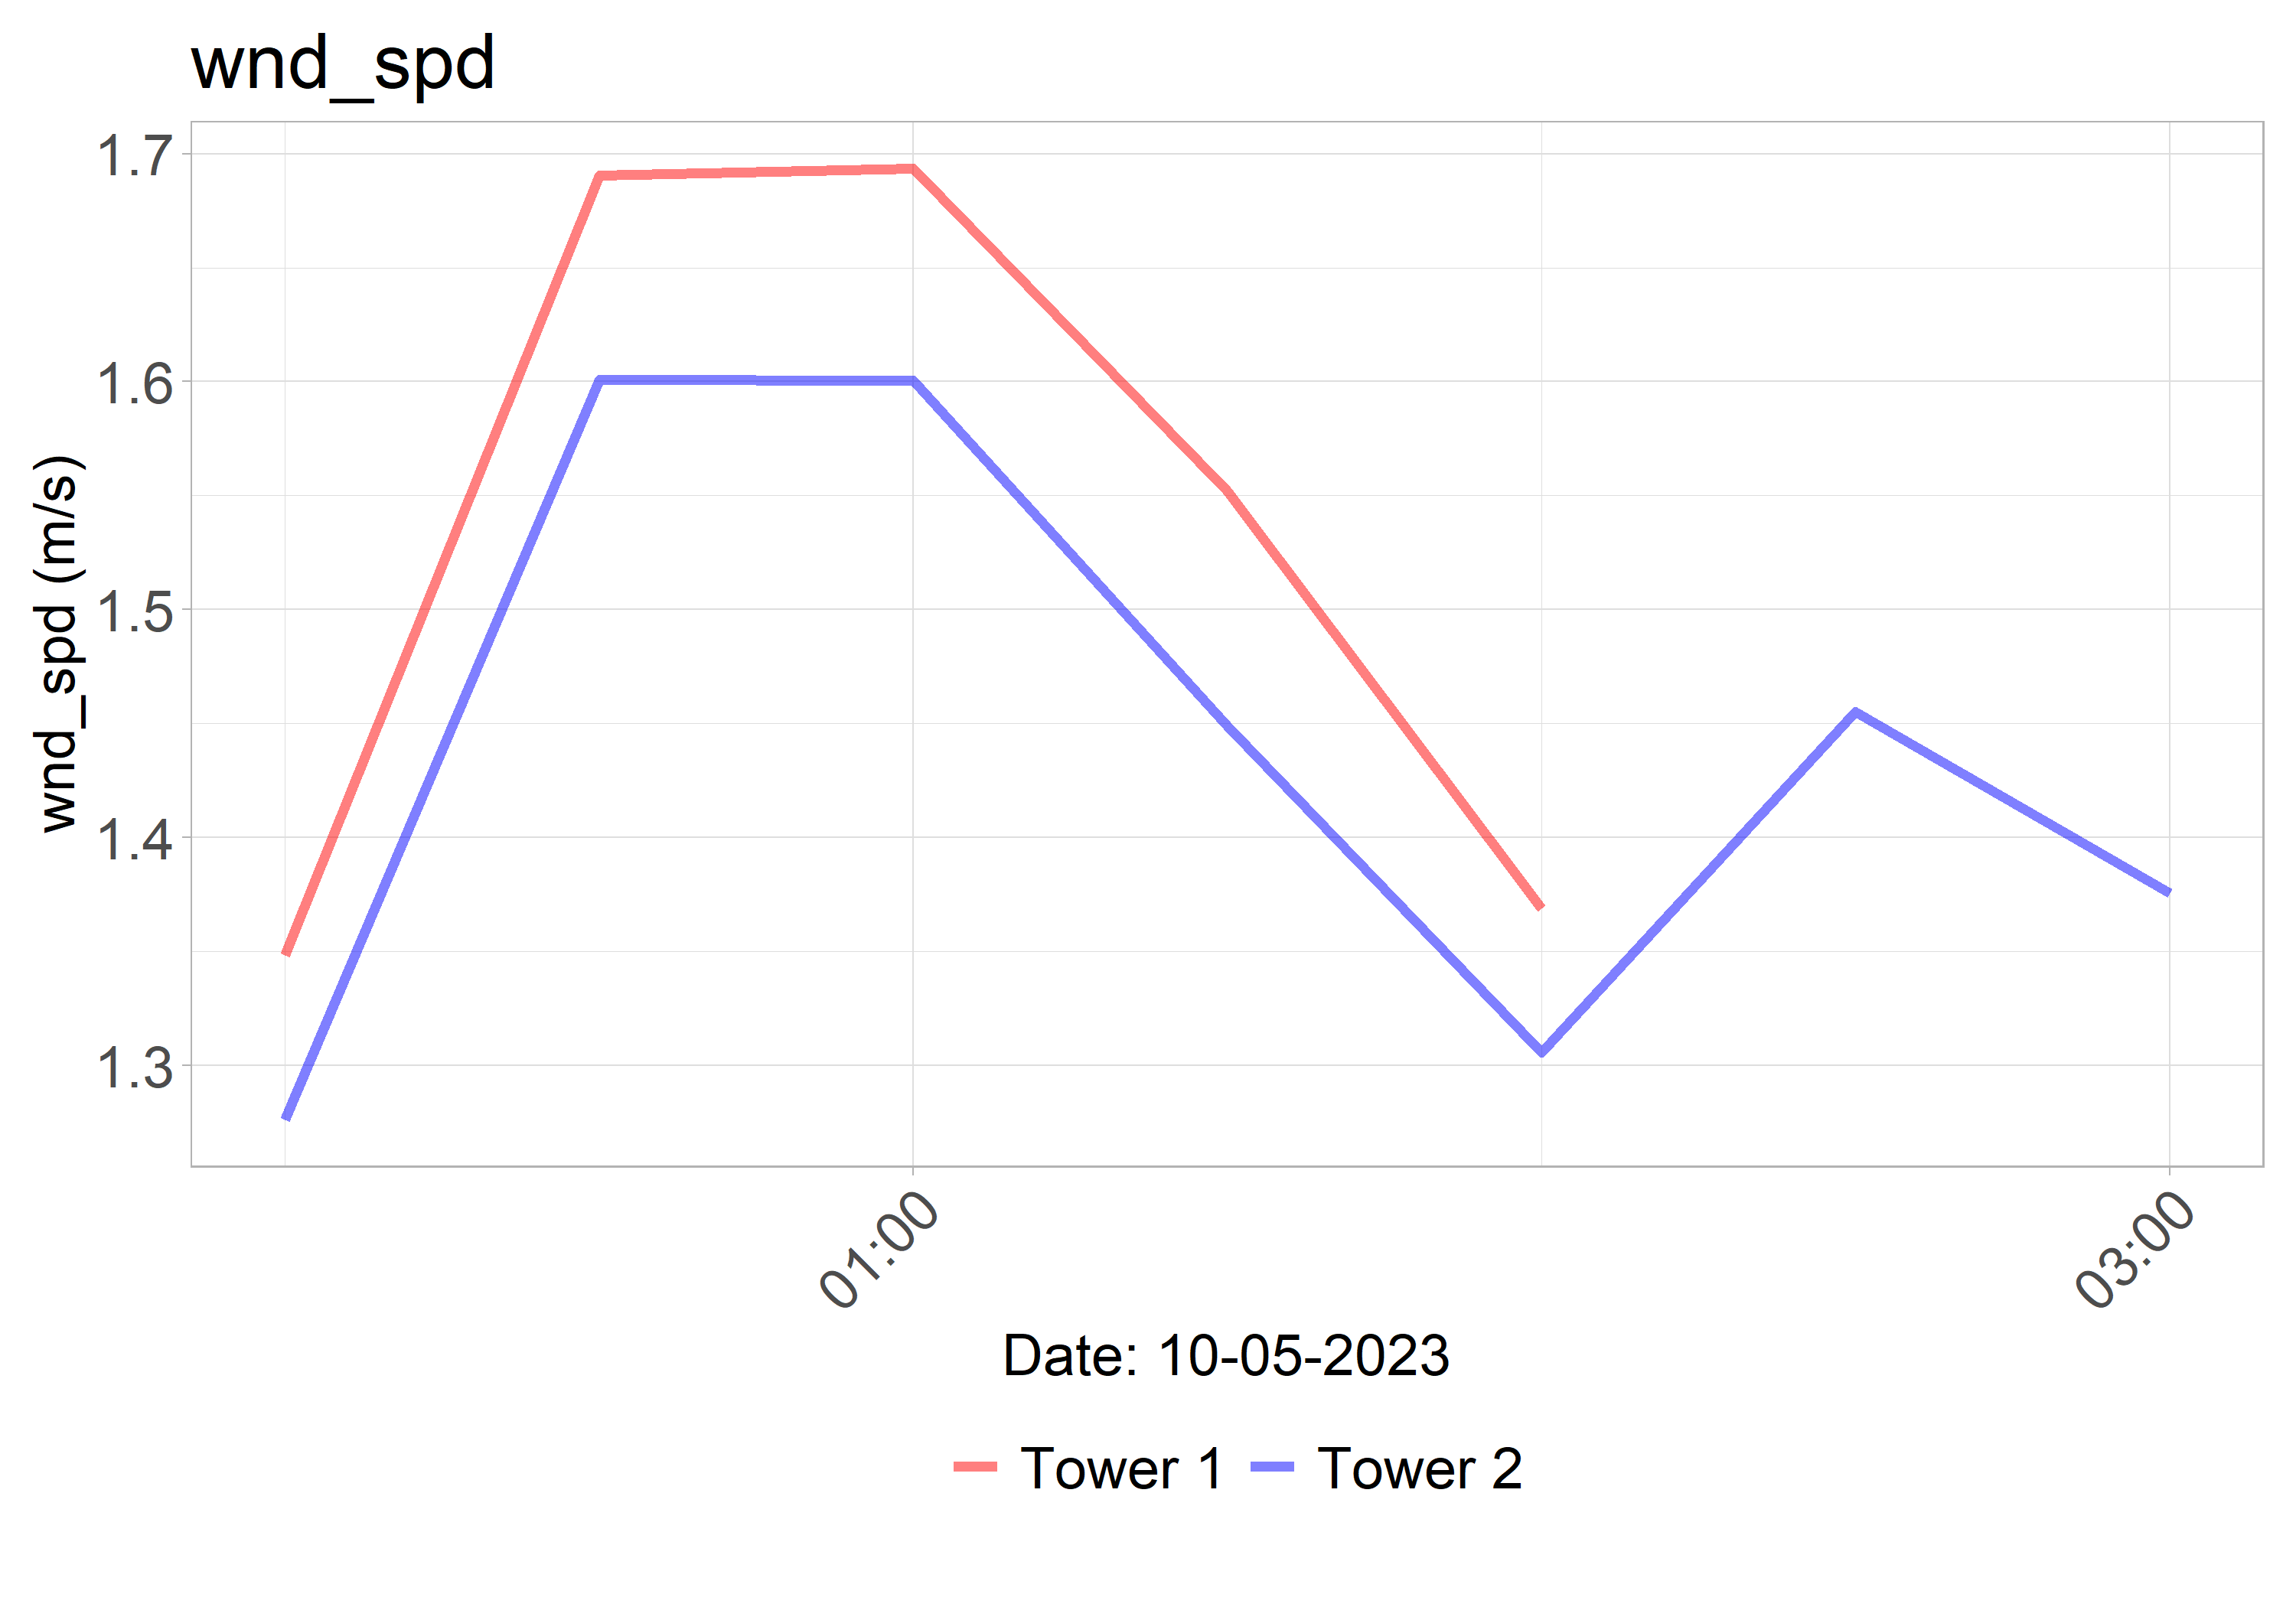 wnd_spd
1.7
1.6
1.5
1.4
1.3
wnd_spd (m/s)
01:00
03:00
Date: 10-05-2023
Tower 1 Tower 2